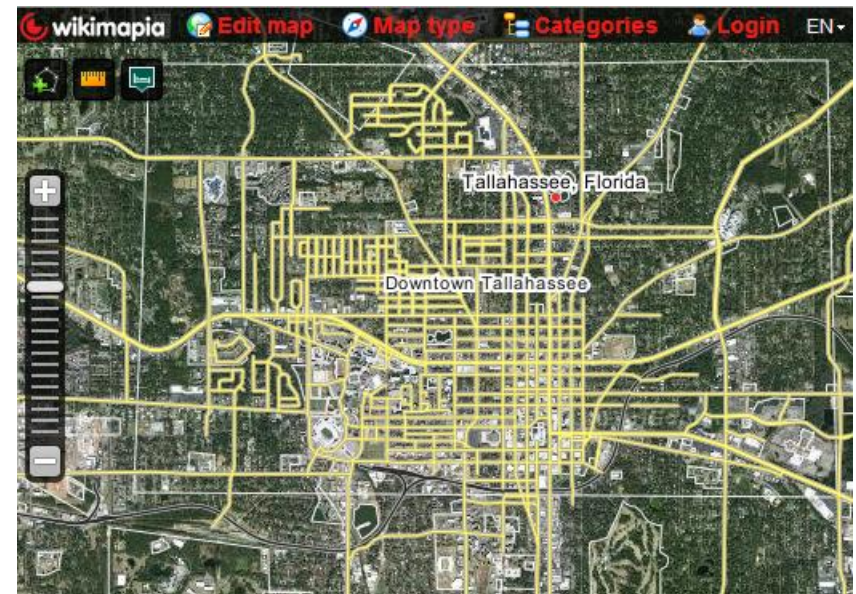 wikimapia Edit map Map type Categories Login EN
Tallahassee, Florida
Downtown Tallahassee